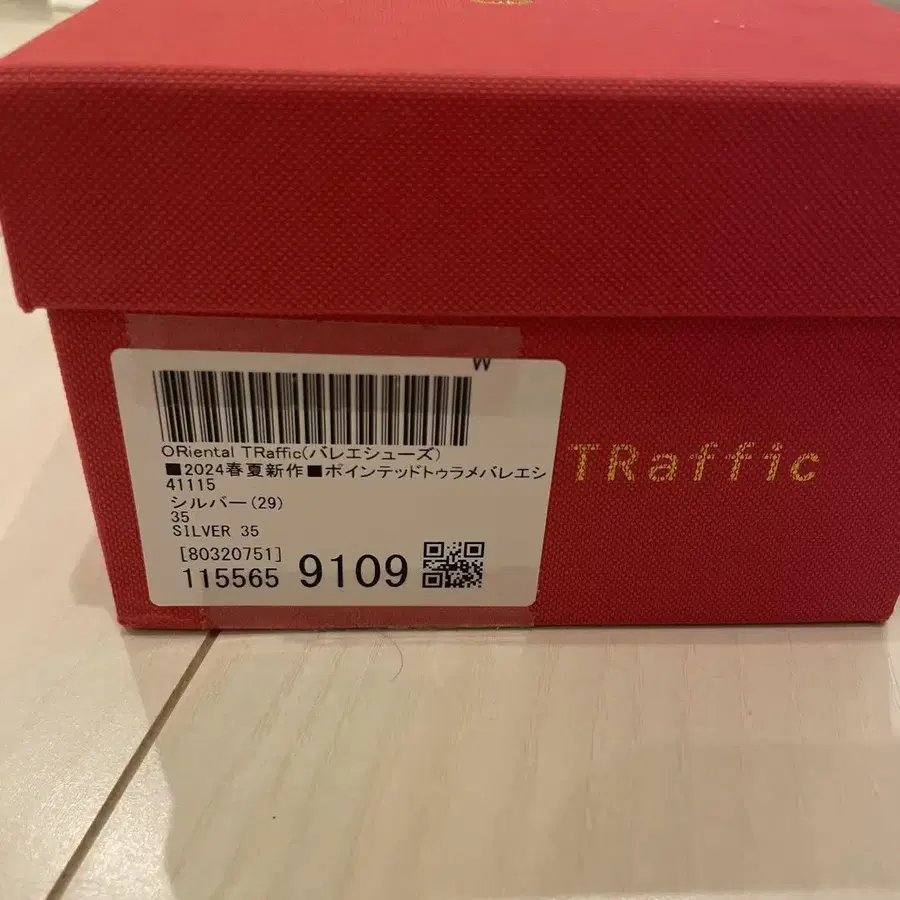 W
ORiental TRaffic(バレエシューズ)
■2024春夏新作■ポインテッドトゥラメバレエシ
41115
シルバー(29)
35
SILVER 35
[80320751]
115565 9109
TRaffic